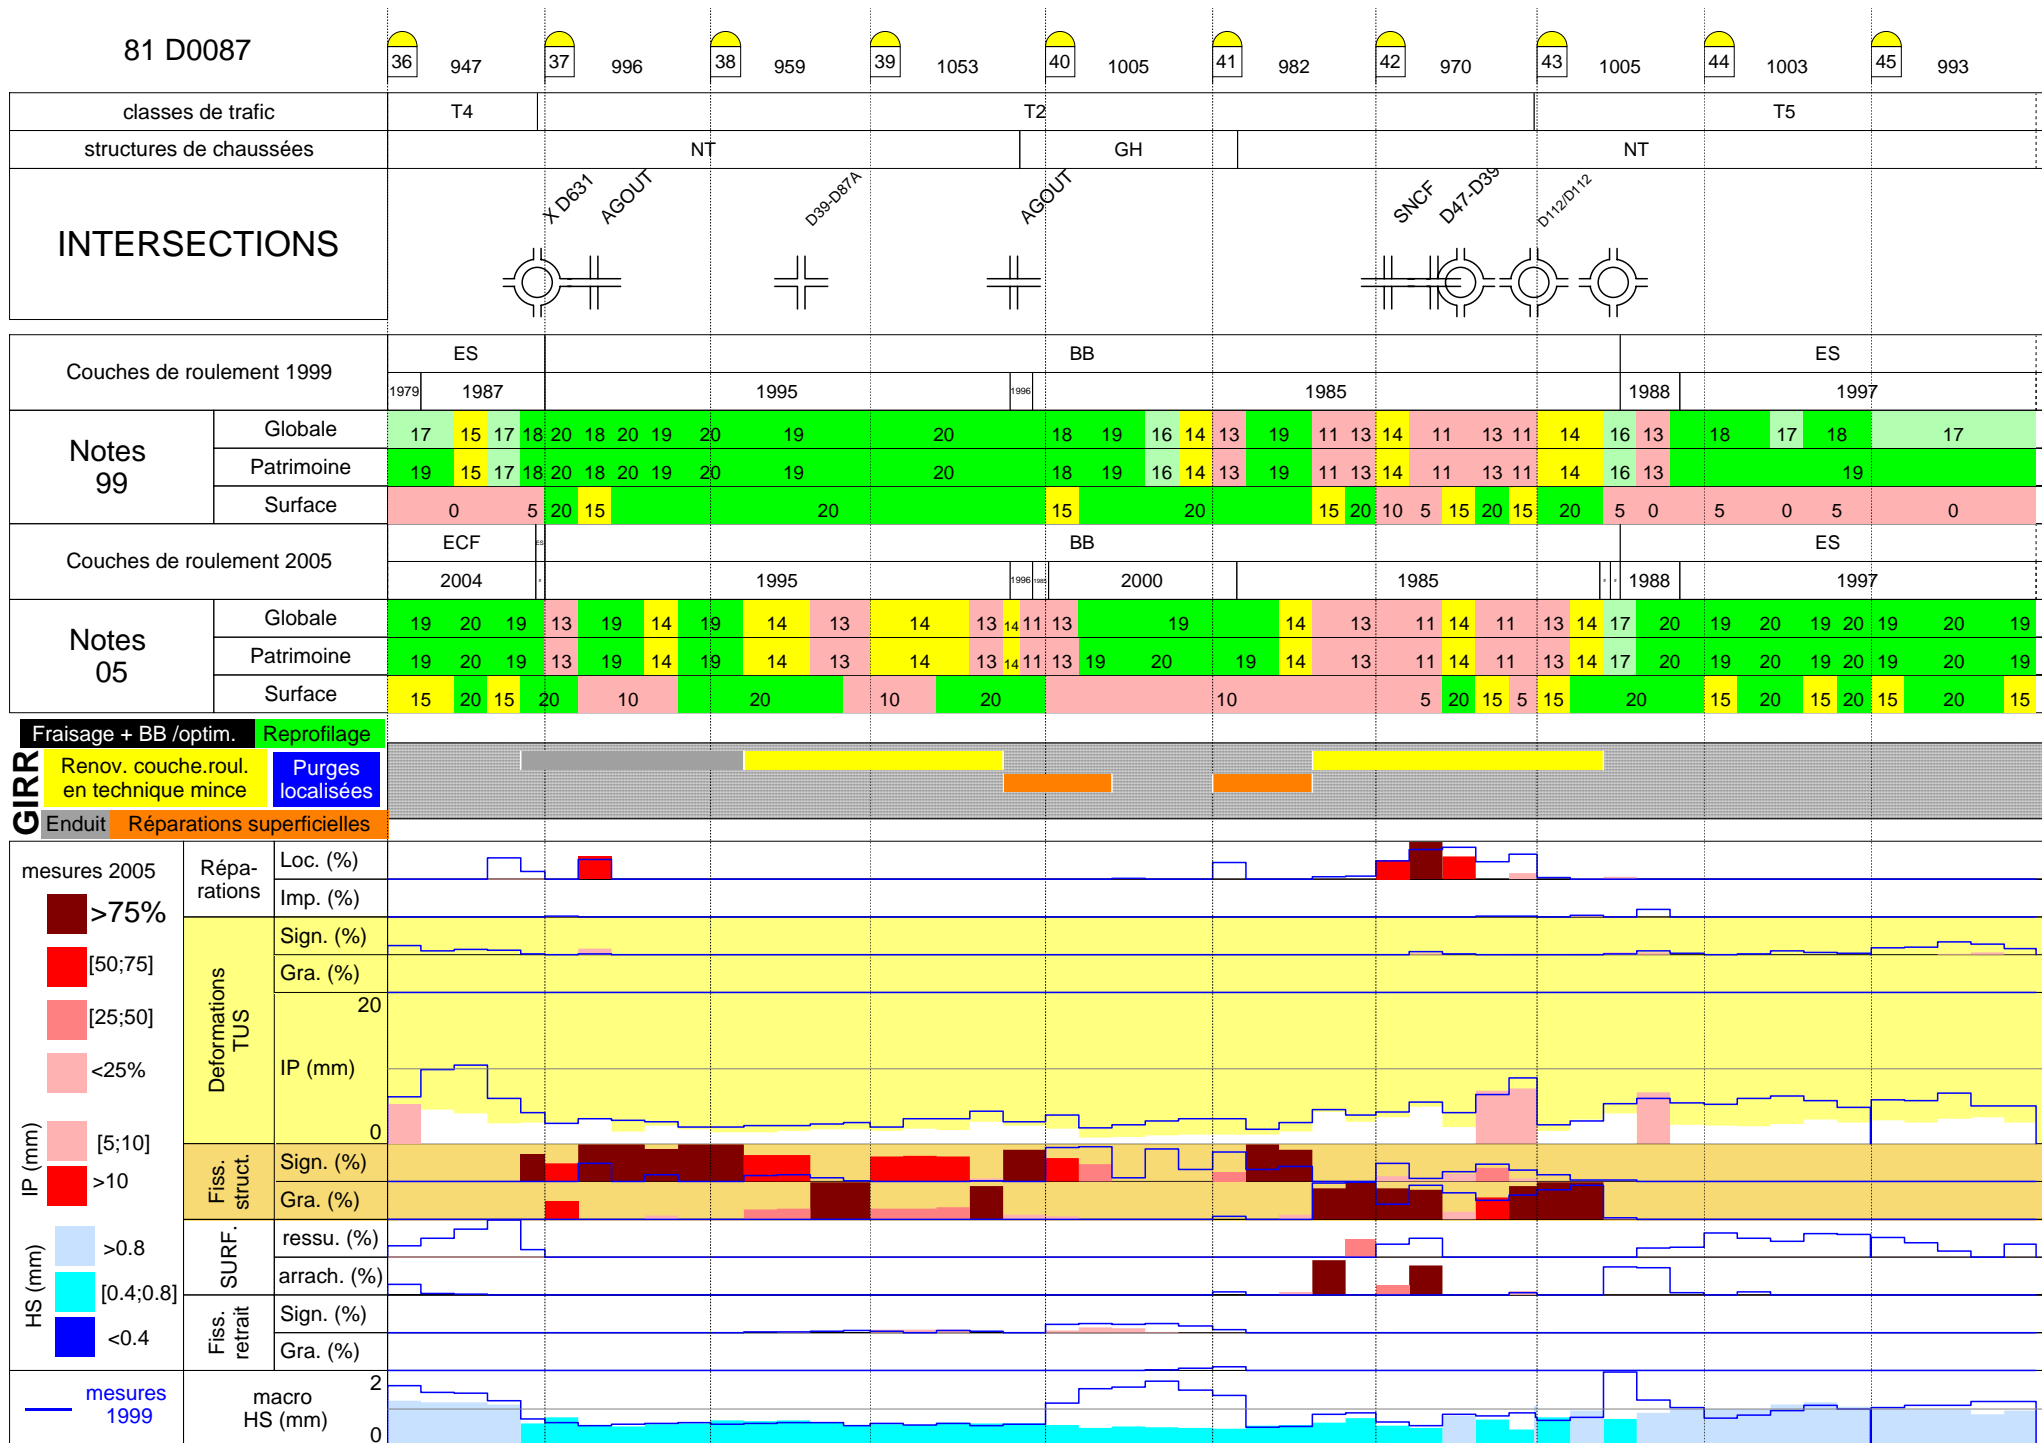 81 D0087
36 947 37 996 38 959 39 1053 40 1005 41 982 42 970 43 1005 44 1003 45 993
classes de trafic T4 T2 T5
structures de chaussées NT GH NT
INTERSECTIONS
X D631 AGOUT D39-D87A AGOUT SNCF D47-D39 D112/D112
Couches de roulement 1999
ES BB ES
1979 1987 1995 1996 1985 1988 1997
Notes
99
Globale 17 15 17 18 20 18 20 19 20 19 20 18 19 16 14 13 19 11 13 14 11 13 11 14 16 13 18 17 18 17
Patrimoine 19 15 17 18 20 18 20 19 20 19 20 18 19 16 14 13 19 11 13 14 11 13 11 14 16 13 19
Surface 0 5 20 15 20 15 20 15 20 10 5 15 20 15 20 5 0 5 0 5 0
Couches de roulement 2005
ECF ES BB ES
2004 1995 1996 1985 2000 1985 1988 1997
Notes
05
Globale 19 20 19 13 19 14 19 14 13 14 13 14 11 13 19 14 13 11 14 11 13 14 17 20 19 20 19 20 19 20 19
Patrimoine 19 20 19 13 19 14 19 14 13 14 13 14 11 13 19 20 19 14 13 11 14 11 13 14 17 20 19 20 19 20 19 20 19
Surface 15 20 15 20 10 20 10 20 10 5 20 15 5 15 20 15 20 15 20 15 20 15
GIRR
Fraisage + BB /optim. Reprofilage
Renov. couche.roul.
en technique mince
Purges
localisées
Enduit Réparations superficielles
mesures 2005
>75%
[50;75]
[25;50]
<25%
IP (mm)
[5;10]
>10
HS (mm)
>0.8
[0.4;0.8]
<0.4
mesures
1999
Répa-
rations
Loc. (%)
Imp. (%)
Deformations
TUS
Sign. (%)
Gra. (%)
20
IP (mm)
0
Fiss.
struct.
Sign. (%)
Gra. (%)
SURF.
ressu. (%)
arrach. (%)
Fiss.
retrait
Sign. (%)
Gra. (%)
macro
HS (mm)
2
0